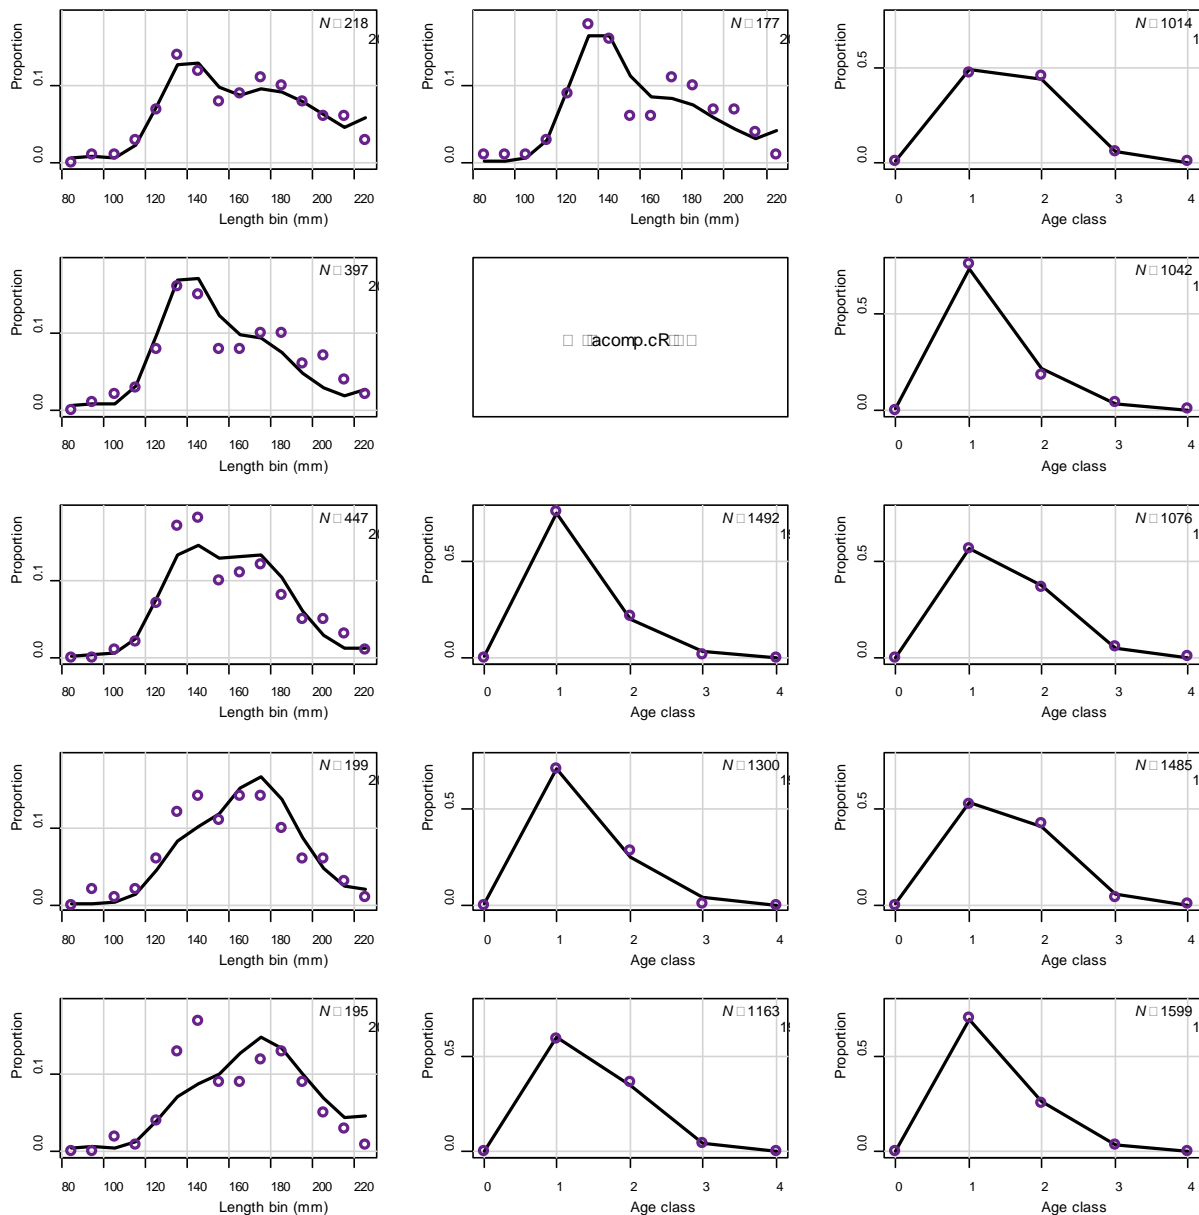 Proportion
N□218
0.1
0.0
80 100 120 140 160 180 200 220
Length bin (mm)
Proportion
N□177
0.1
0.0
80 100 120 140 160 180 200 220
Length bin (mm)
Proportion
N□1014
0.5
0.0
0 1 2 3 4
Age class
Proportion
N□397
0.1
0.0
80 100 120 140 160 180 200 220
Length bin (mm)
□ □□acomp.cR□□ □
Proportion
N□1042
0.5
0.0
0 1 2 3 4
Age class
Proportion
N□447
0.1
0.0
80 100 120 140 160 180 200 220
Length bin (mm)
Proportion
N□1492
0.5
0.0
0 1 2 3 4
Age class
Proportion
N□1076
0.5
0.0
0 1 2 3 4
Age class
Proportion
N□199
0.1
0.0
80 100 120 140 160 180 200 220
Length bin (mm)
Proportion
N□1300
0.5
0.0
0 1 2 3 4
Age class
Proportion
N□1485
0.5
0.0
0 1 2 3 4
Age class
Proportion
N□195
0.1
0.0
80 100 120 140 160 180 200 220
Length bin (mm)
Proportion
N□1163
0.5
0.0
0 1 2 3 4
Age class
Proportion
N□1599
0.5
0.0
0 1 2 3 4
Age class